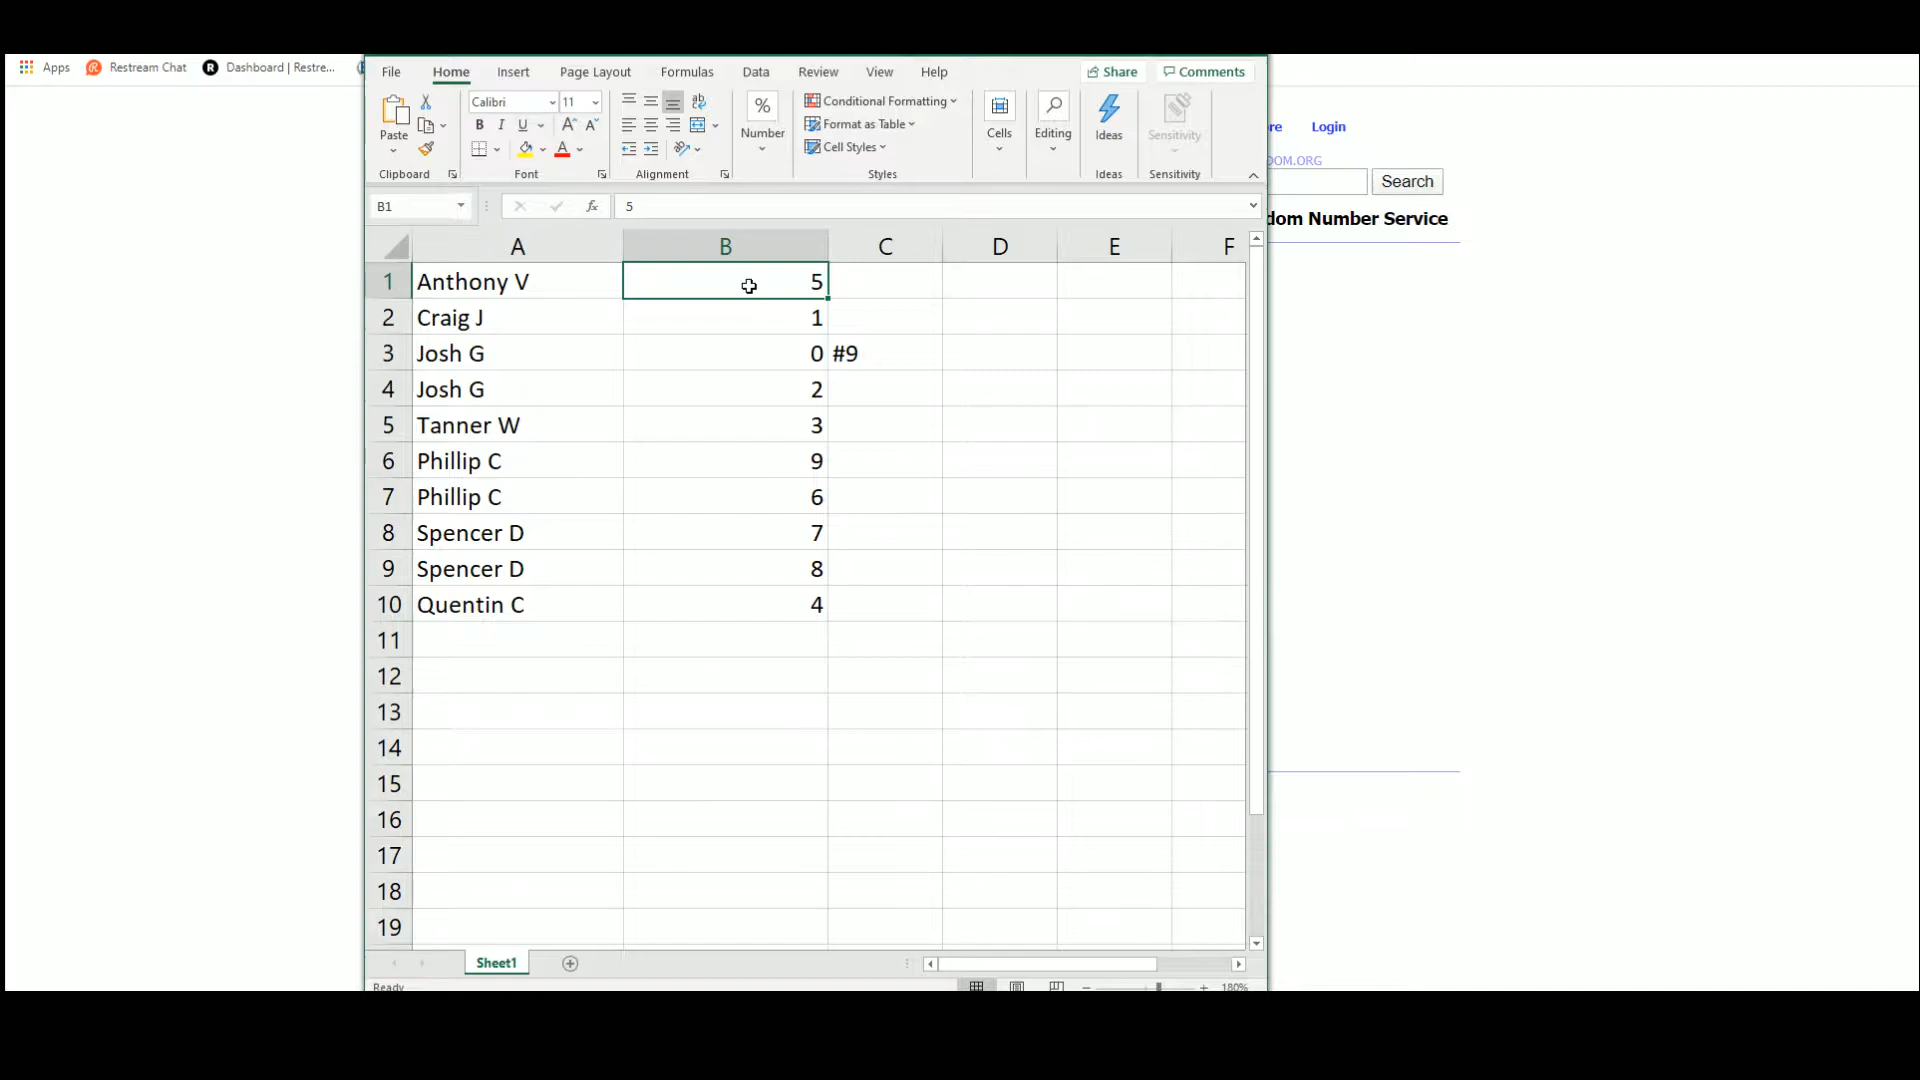 Apps Restream Chat Dashboard | Restre...
File Home Insert Page Layout Formulas Data Review View Help Share Comments
Calibri 11
Paste
B I U
Number
Conditional Formatting
Format as Table
Cell Styles
Cells
Editing
Ideas
Sensitivity
Clipboard Font Alignment Styles Ideas Sensitivity
Login
DOM.ORG
Search
dom Number Service
B1 fx 5
A B C D E F
1 Anthony V 5
2 Craig J 1
3 Josh G 0 #9
4 Josh G 2
5 Tanner W 3
6 Phillip C 9
7 Phillip C 6
8 Spencer D 7
9 Spencer D 8
10 Quentin C 4
11
12
13
14
15
16
17
18
19
Sheet1
Ready 180%